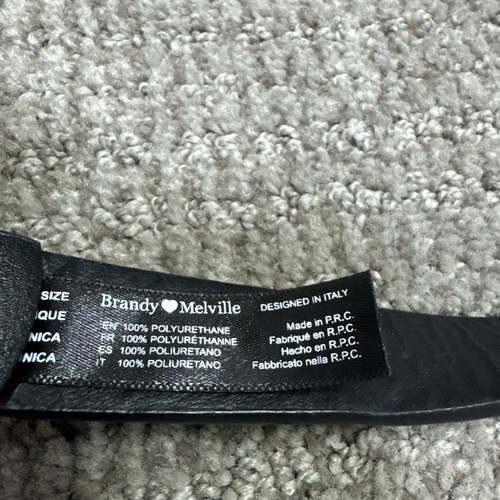 SIZE
IQUE
NICA
NICA
Brandy♥Melville
EN 100% POLYURETHANE
FR 100% POLYURÉTHANNE
ES 100% POLIURETANO
IT 100% POLIURETANO
DESIGNED IN ITALY
Made in P.R.C.
Fabriqué en R.P.C.
Hecho en R.P.C.
Fabbricato nella R.P.C.